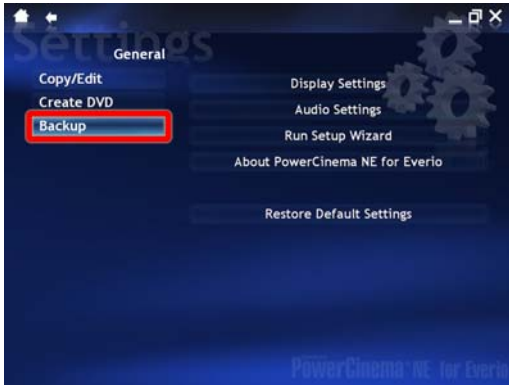 Settings
General
Copy/Edit
Create DVD
Backup
Display Settings
Audio Settings
Run Setup Wizard
About PowerCinema NE for Everio
Restore Default Settings
PowerCinema NE for Everio